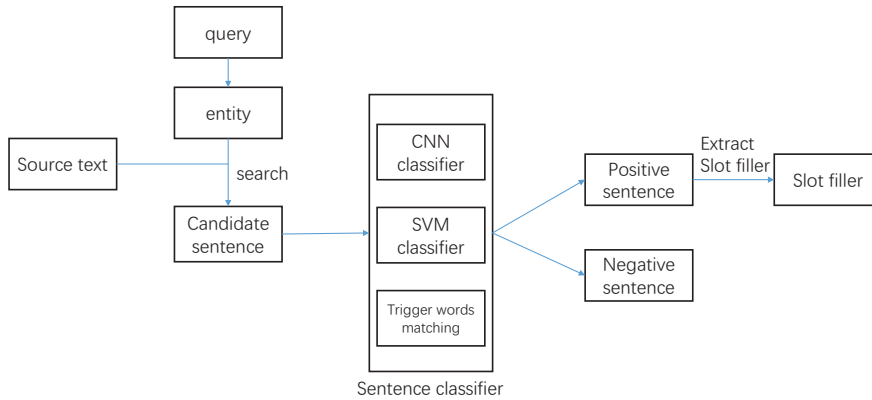 query
entity
Source text
search
Candidate
sentence
CNN
classifier
SVM
classifier
Trigger words
matching
Sentence classifier
Positive
sentence
Negative
sentence
Extract
Slot filler
Slot filler